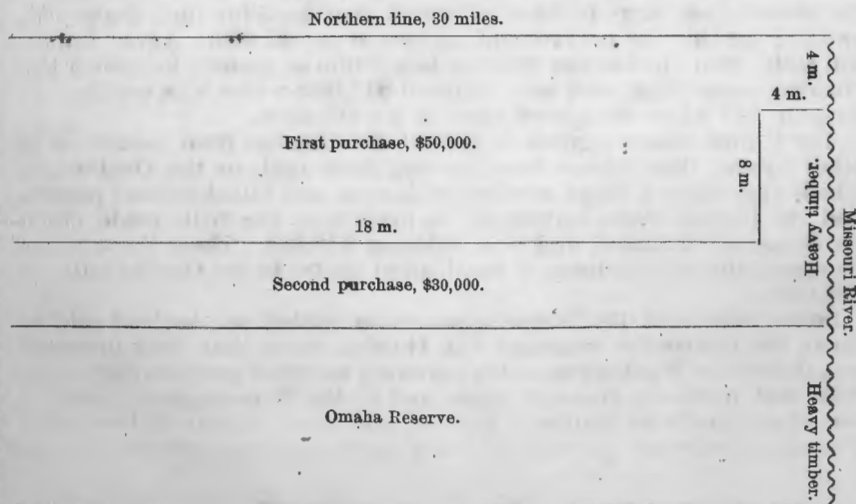 Northern line, 30 miles.
4 m.
4 m.
First purchase, $50,000.
8 m.
Heavy timber.
Missouri River.
18 m.
Second purchase, $30,000.
Heavy timber.
Omaha Reserve.